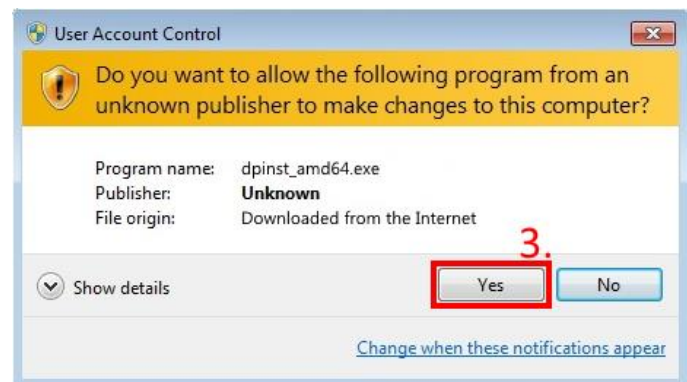 User Account Control
Do you want to allow the following program from an
unknown publisher to make changes to this computer?
Program name: dpinst_amd64.exe
Publisher: Unknown
File origin: Downloaded from the Internet
3.
Show details Yes No
Change when these notifications appear